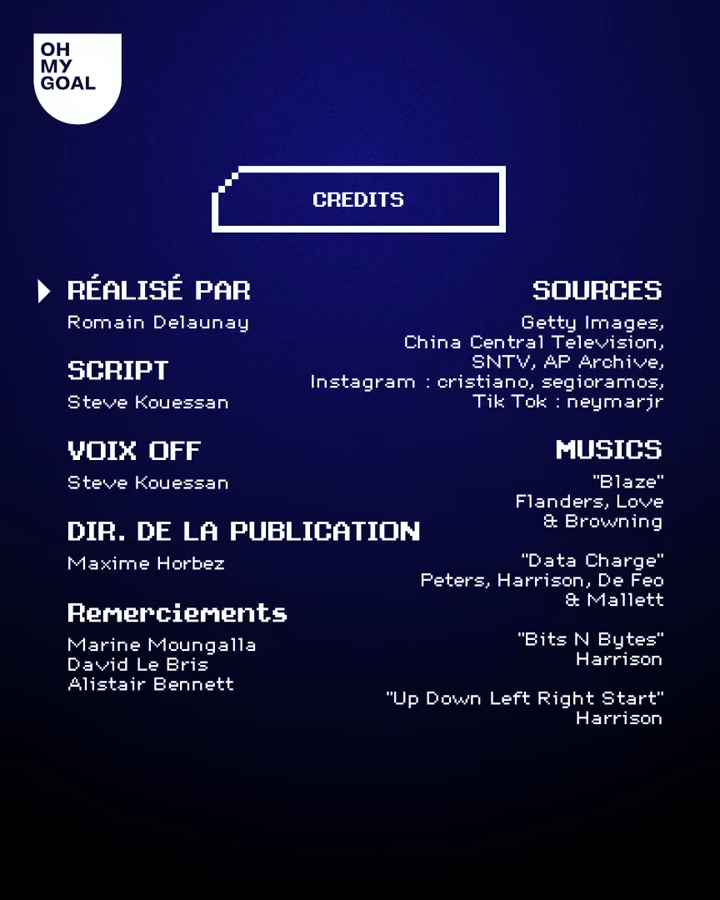 OH
MY
GOAL
CREDITS
RÉALISÉ PAR
Romain Delaunay
SCRIPT
Steve Kouessan
VOIX OFF
Steve Kouessan
DIR. DE LA PUBLICATION
Maxime Horbez
Remerciements
Marine Moungalla
David Le Bris
Alistair Bennett
SOURCES
Getty Images,
China Central Television,
SNTV, AP Archive,
Instagram : cristiano, segioramos,
Tik Tok : neymarjr
MUSICS
"Blaze"
Flanders, Love
& Browning
"Data Charge"
Peters, Harrison, De Feo
& Mallett
"Bits N Bytes"
Harrison
"Up Down Left Right Start"
Harrison